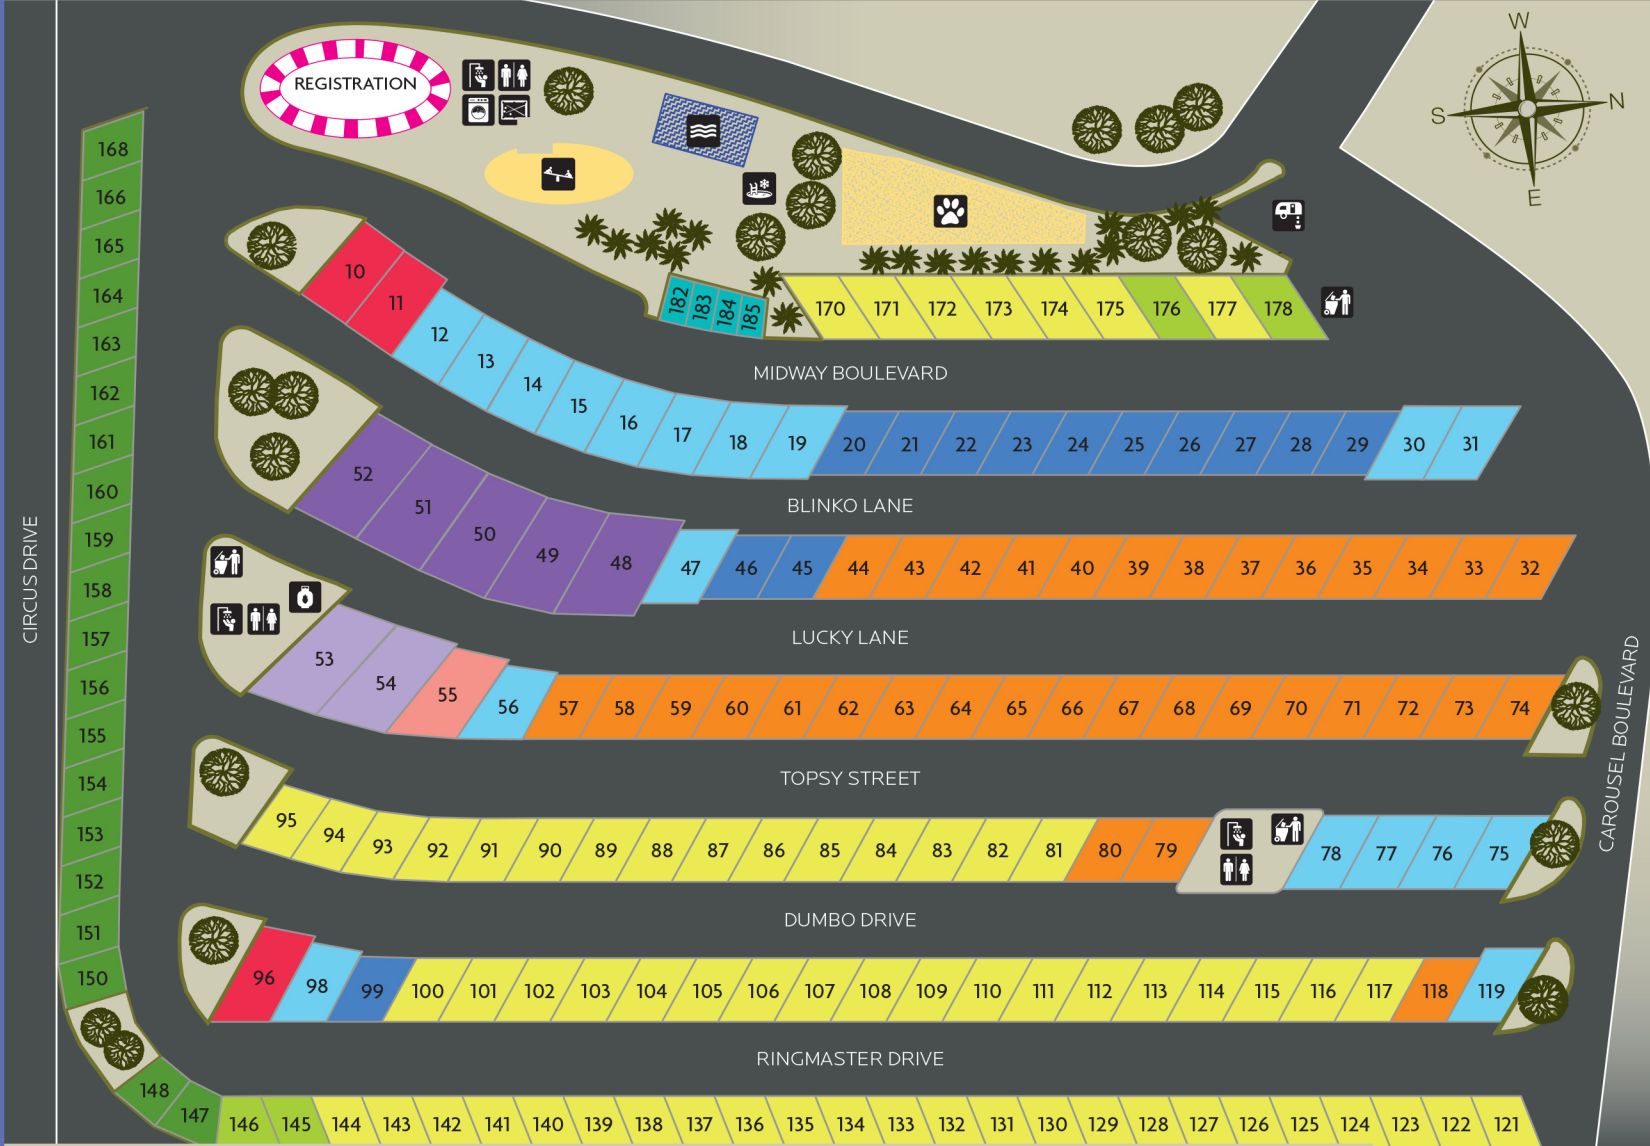 W
S
N
E
REGISTRATION
168
166
165
164
163
162
161
160
159
158
157
156
155
154
153
152
151
150
148
147
182 183 184 185
170 171 172 173 174 175 176 177 178
MIDWAY BOULEVARD
10 11 12 13 14 15 16 17 18 19 20 21 22 23 24 25 26 27 28 29 30 31
BLINKO LANE
52 51 50 49 48 47 46 45 44 43 42 41 40 39 38 37 36 35 34 33 32
LUCKY LANE
53 54 55 56 57 58 59 60 61 62 63 64 65 66 67 68 69 70 71 72 73 74
TOPSY STREET
95 94 93 92 91 90 89 88 87 86 85 84 83 82 81 80 79 78 77 76 75
DUMBO DRIVE
96 98 99 100 101 102 103 104 105 106 107 108 109 110 111 112 113 114 115 116 117 118 119
RINGMASTER DRIVE
146 145 144 143 142 141 140 139 138 137 136 135 134 133 132 131 130 129 128 127 126 125 124 123 122 121
CIRCUS DRIVE
CAROUSEL BOULEVARD